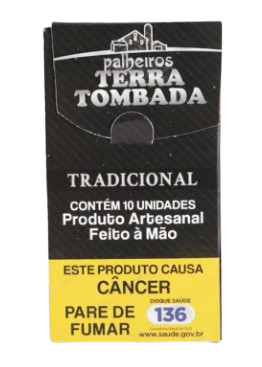 palheiros
TERRA
TOMBADA
TRADICIONAL
CONTÉM 10 UNIDADES
Produto Artesanal
Feito à Mão
ESTE PRODUTO CAUSA
CÂNCER
PARE DE
FUMAR
DISQUE SAÚDE
136
www.saude.gov.br